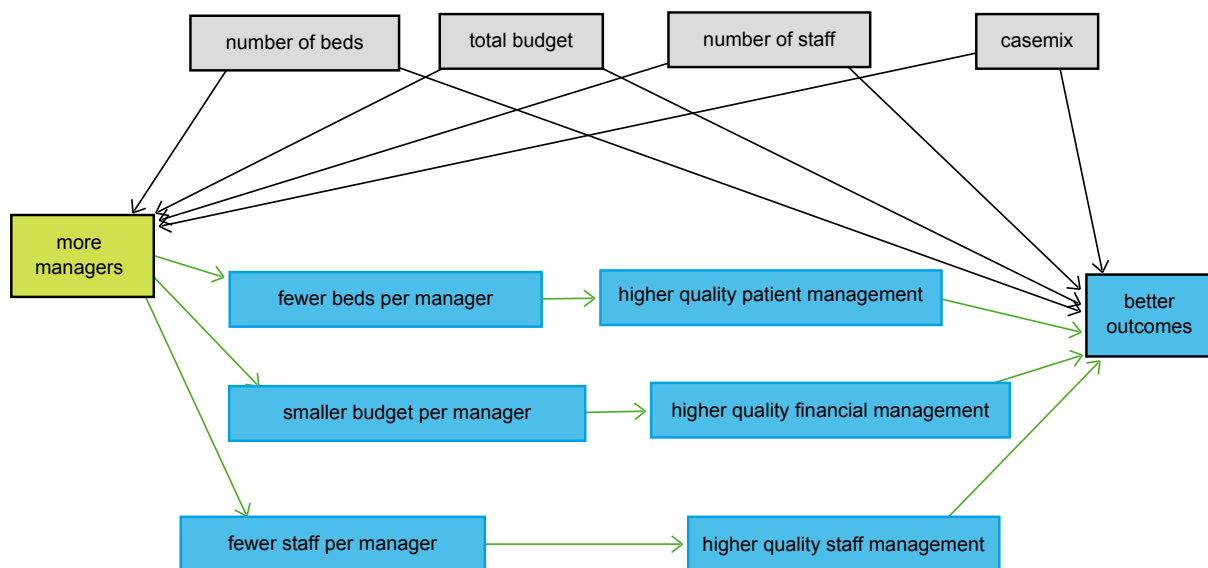 number of beds
total budget
number of staff
casemix
more
managers
fewer beds per manager
higher quality patient management
better
outcomes
smaller budget per manager
higher quality financial management
fewer staff per manager
higher quality staff management